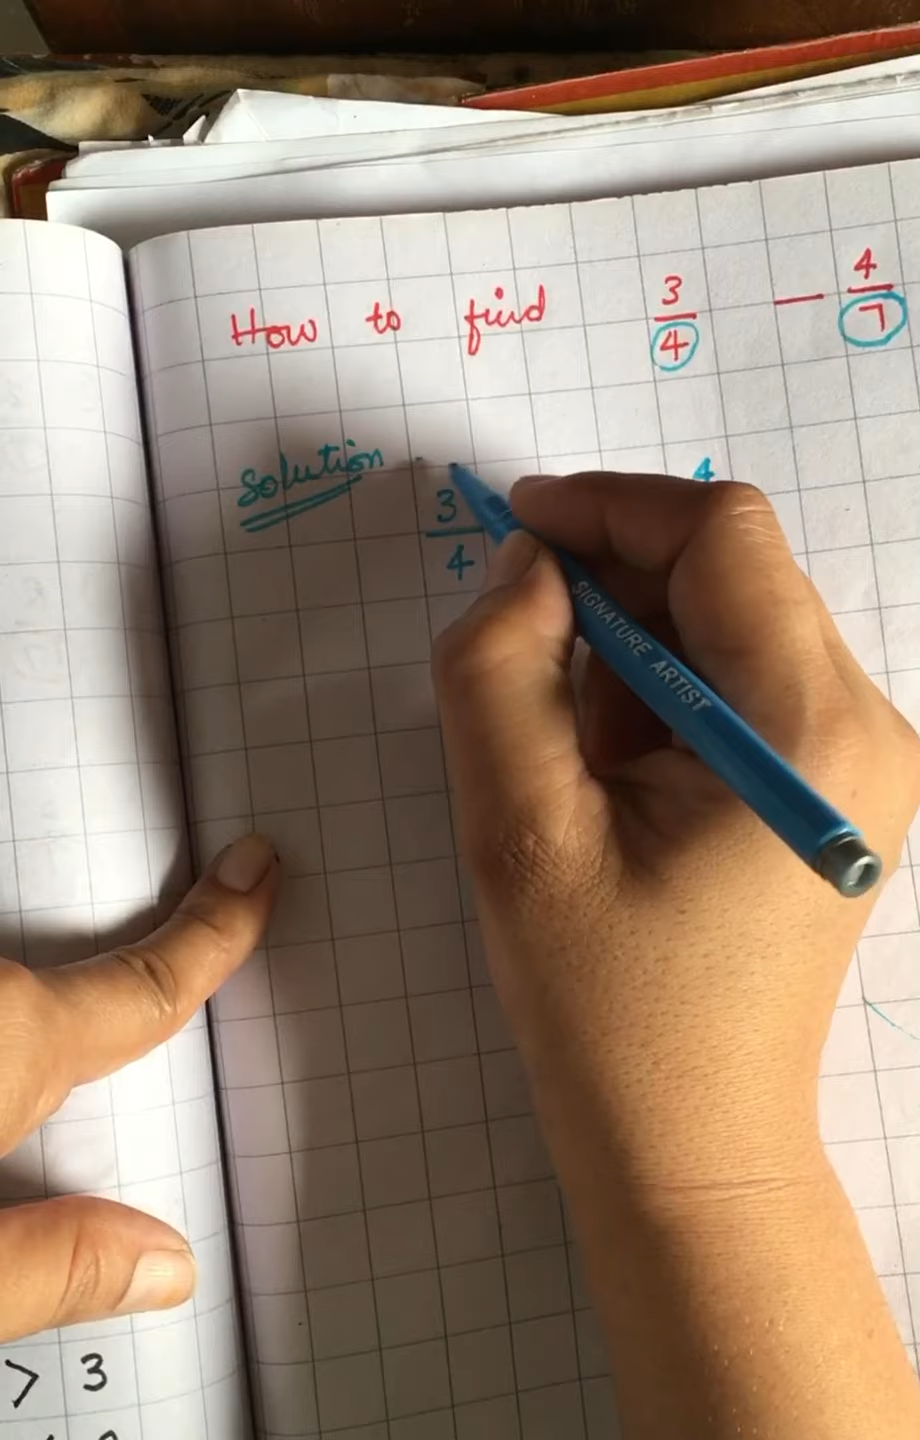 How to find 3/4 — 4/7
Solution
3/4
4
SIGNATURE ARTIST
> 3